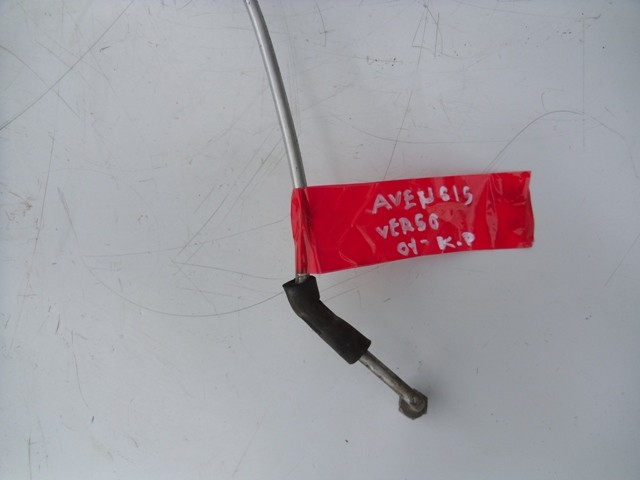 AVENSIS
VERSO
01- K.P